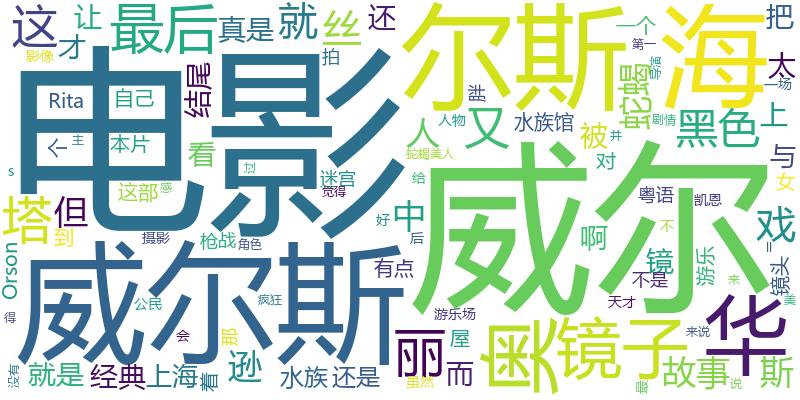 这 才 让 最后 真是 就 丝 还 尔斯 海 一个 第一 导演 把
影像 拍 结尾 蛇蝎 太 一场
Rita 自己 电影 人 又 水族馆 被 剧情 黑色 上
个 主 本片 看 迷宫 人物 并
s 这部 感 觉得 蛇蝎美人 对 与
塔 但 中 给 威尔 粤语 凯恩 女
到 摄影 枪战 角色 好 后 啊 不 戏
Orson 威尔斯 有点 镜 游乐 镜头 二
公民 不是 来 美
得 疯狂 游乐场 天才
会 那 丽 屋 奥 镜子 来说 华
没有 就是 经典 上海 着 逊 水族 还是 虽然 而 最 故事 说 斯